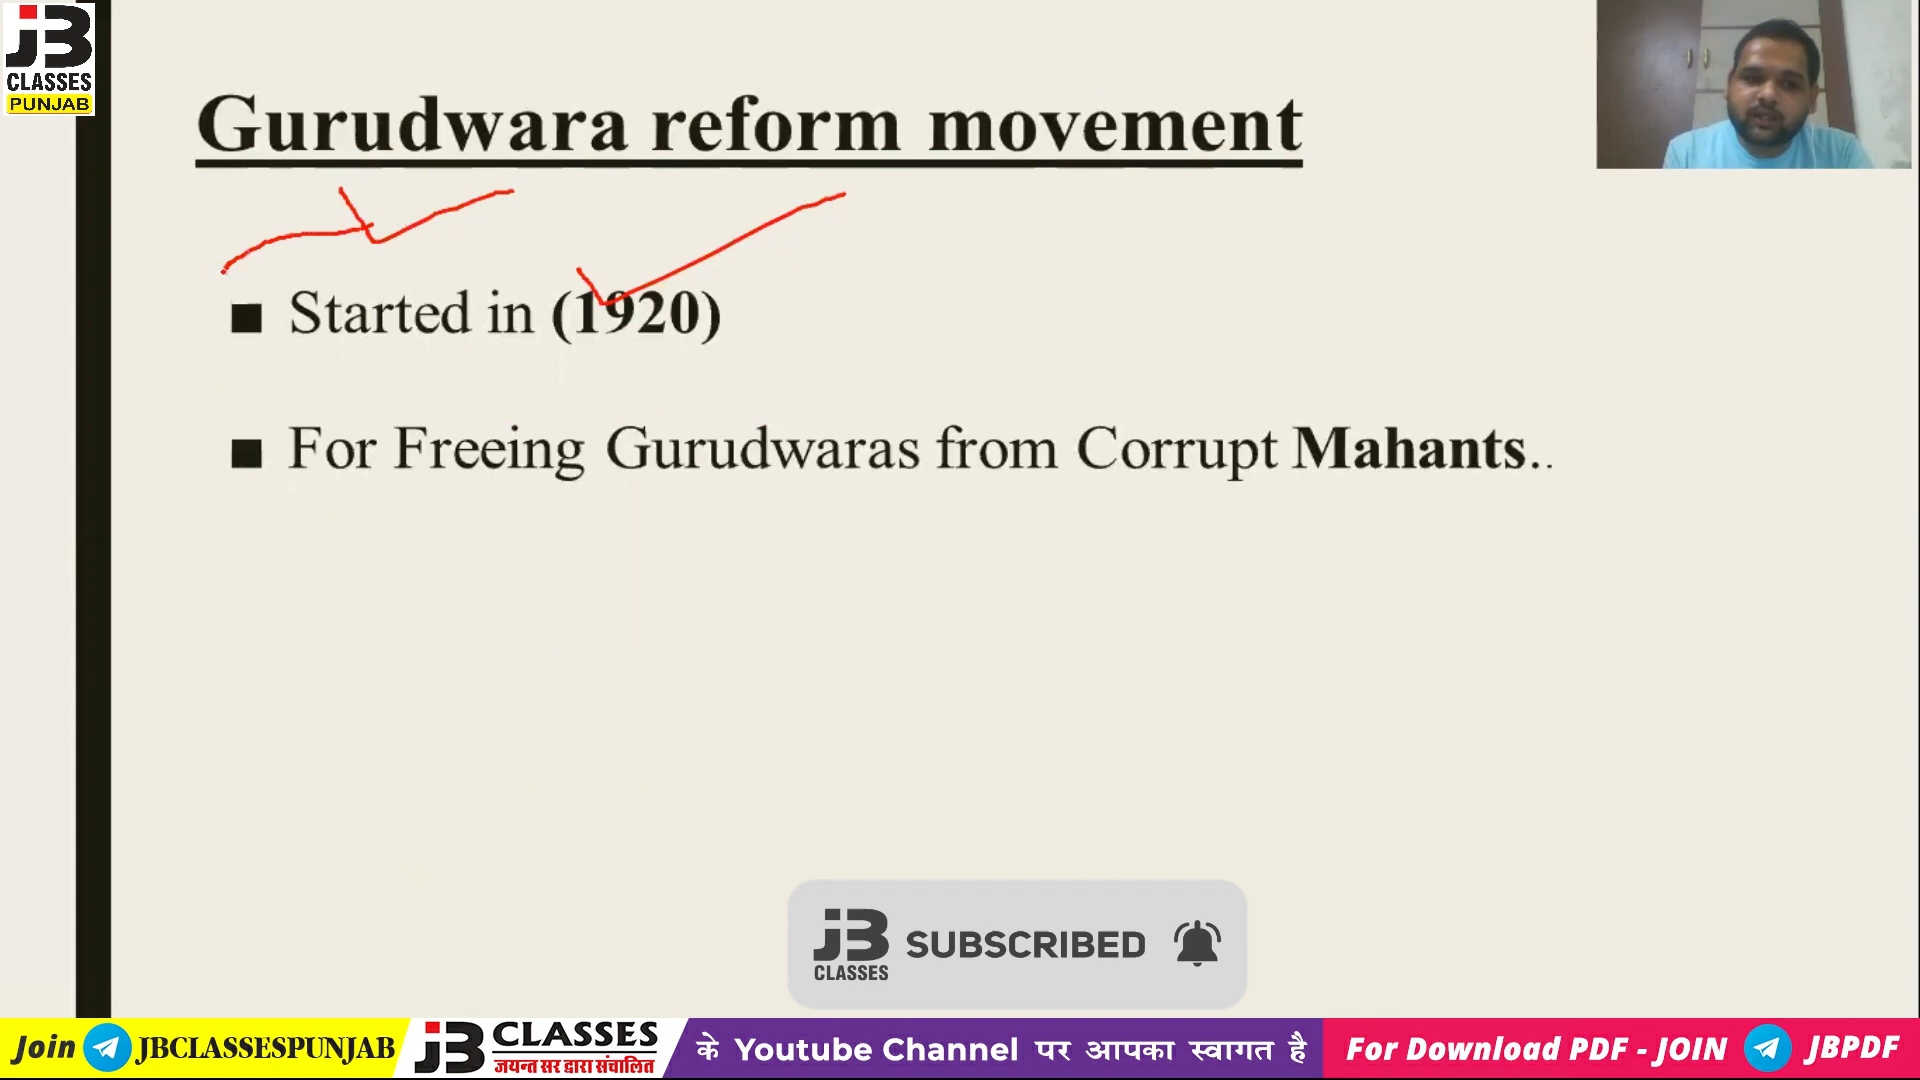 JB
CLASSES
PUNJAB
Gurudwara reform movement
■ Started in (1920)
■ For Freeing Gurudwaras from Corrupt Mahants..
JB
CLASSES
SUBSCRIBED
Join JBCLASSESPUNJAB
JB CLASSES
जयन्त सर द्वारा संचालित
के Youtube Channel पर आपका स्वागत है
For Download PDF - JOIN JBPDF